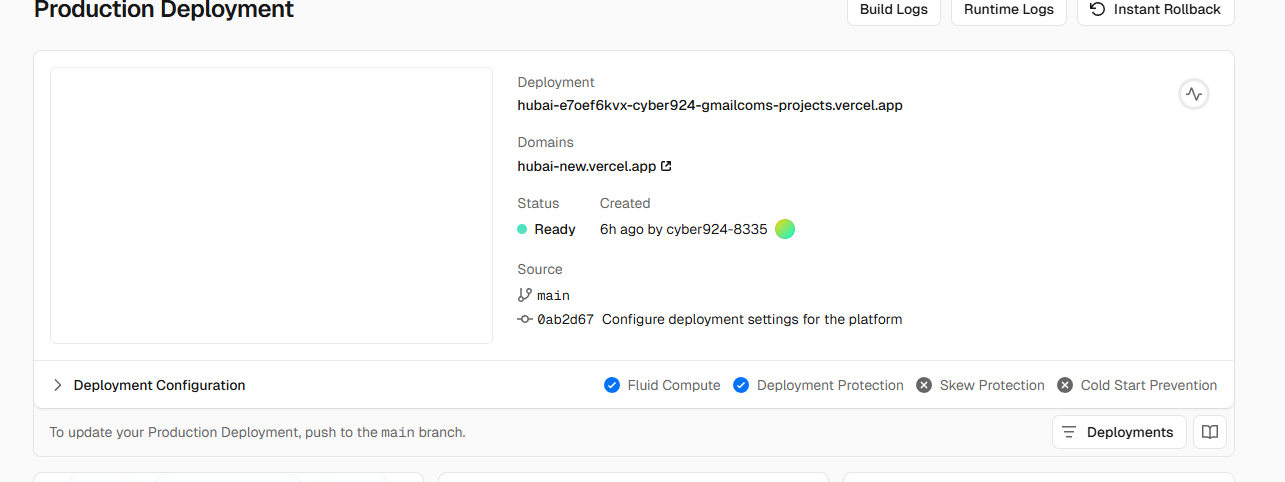 Production Deployment
Build Logs
Runtime Logs
Instant Rollback
Deployment
hubai-e7oef6kvx-cyber924-gmailcoms-projects.vercel.app
Domains
hubai-new.vercel.app
Status Created
Ready 6h ago by cyber924-8335
Source
main
0ab2d67 Configure deployment settings for the platform
Deployment Configuration
Fluid Compute
Deployment Protection
Skew Protection
Cold Start Prevention
To update your Production Deployment, push to the main branch.
Deployments